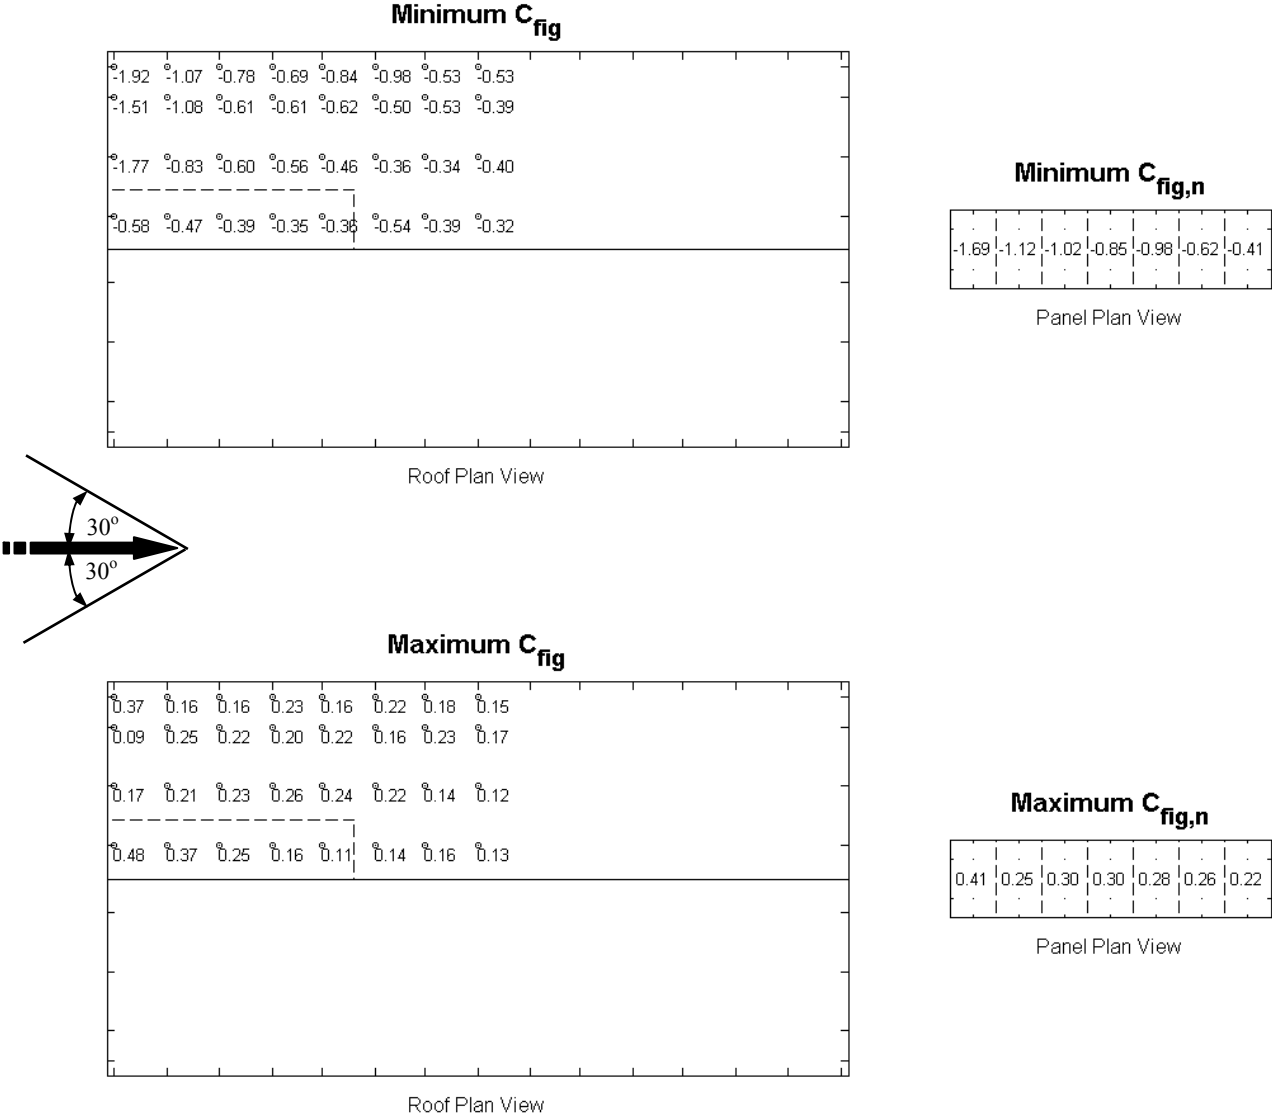 Minimum Cfig
-1.92 -1.07 -0.78 -0.69 -0.84 -0.98 -0.53 -0.53
-1.51 -1.08 -0.61 -0.61 -0.62 -0.50 -0.53 -0.39
-1.77 -0.83 -0.60 -0.56 -0.46 -0.36 -0.34 -0.40
-0.58 -0.47 -0.39 -0.35 -0.36 -0.54 -0.39 -0.32
Roof Plan View
Minimum Cfig,n
-1.69 -1.12 -1.02 -0.85 -0.98 -0.62 -0.41
Panel Plan View
30º
30º
Maximum Cfig
0.37 0.16 0.16 0.23 0.16 0.22 0.18 0.15
0.09 0.25 0.22 0.20 0.22 0.16 0.23 0.17
0.17 0.21 0.23 0.26 0.24 0.22 0.14 0.12
0.48 0.37 0.25 0.16 0.11 0.14 0.16 0.13
Roof Plan View
Maximum Cfig,n
0.41 0.25 0.30 0.30 0.28 0.26 0.22
Panel Plan View